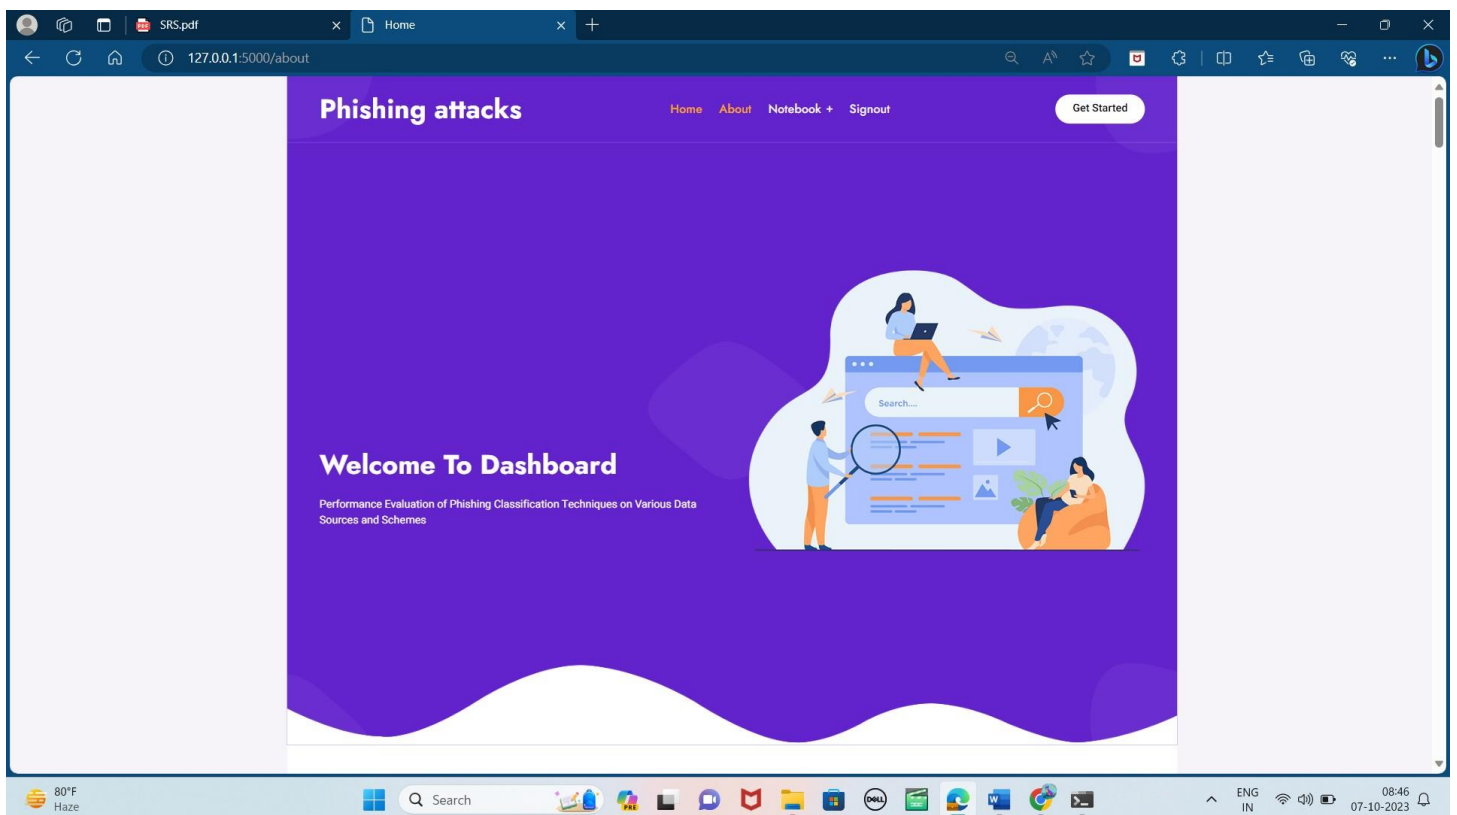 SRS.pdf
Home
127.0.0.1:5000/about
Phishing attacks
Home About Notebook + Signout
Get Started
Search....
Welcome To Dashboard
Performance Evaluation of Phishing Classification Techniques on Various Data
Sources and Schemes
80°F
Haze
Search
PRE
DELL
ENG
IN
08:46
07-10-2023